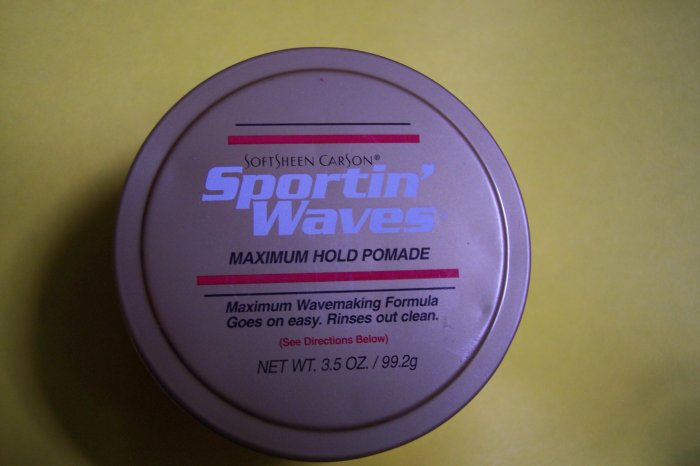 SOFTSHEEN CARSON®
Sportin'
Waves
MAXIMUM HOLD POMADE
Maximum Wavemaking Formula
Goes on easy. Rinses out clean.
(See Directions Below)
NET WT. 3.5 OZ. / 99.2g